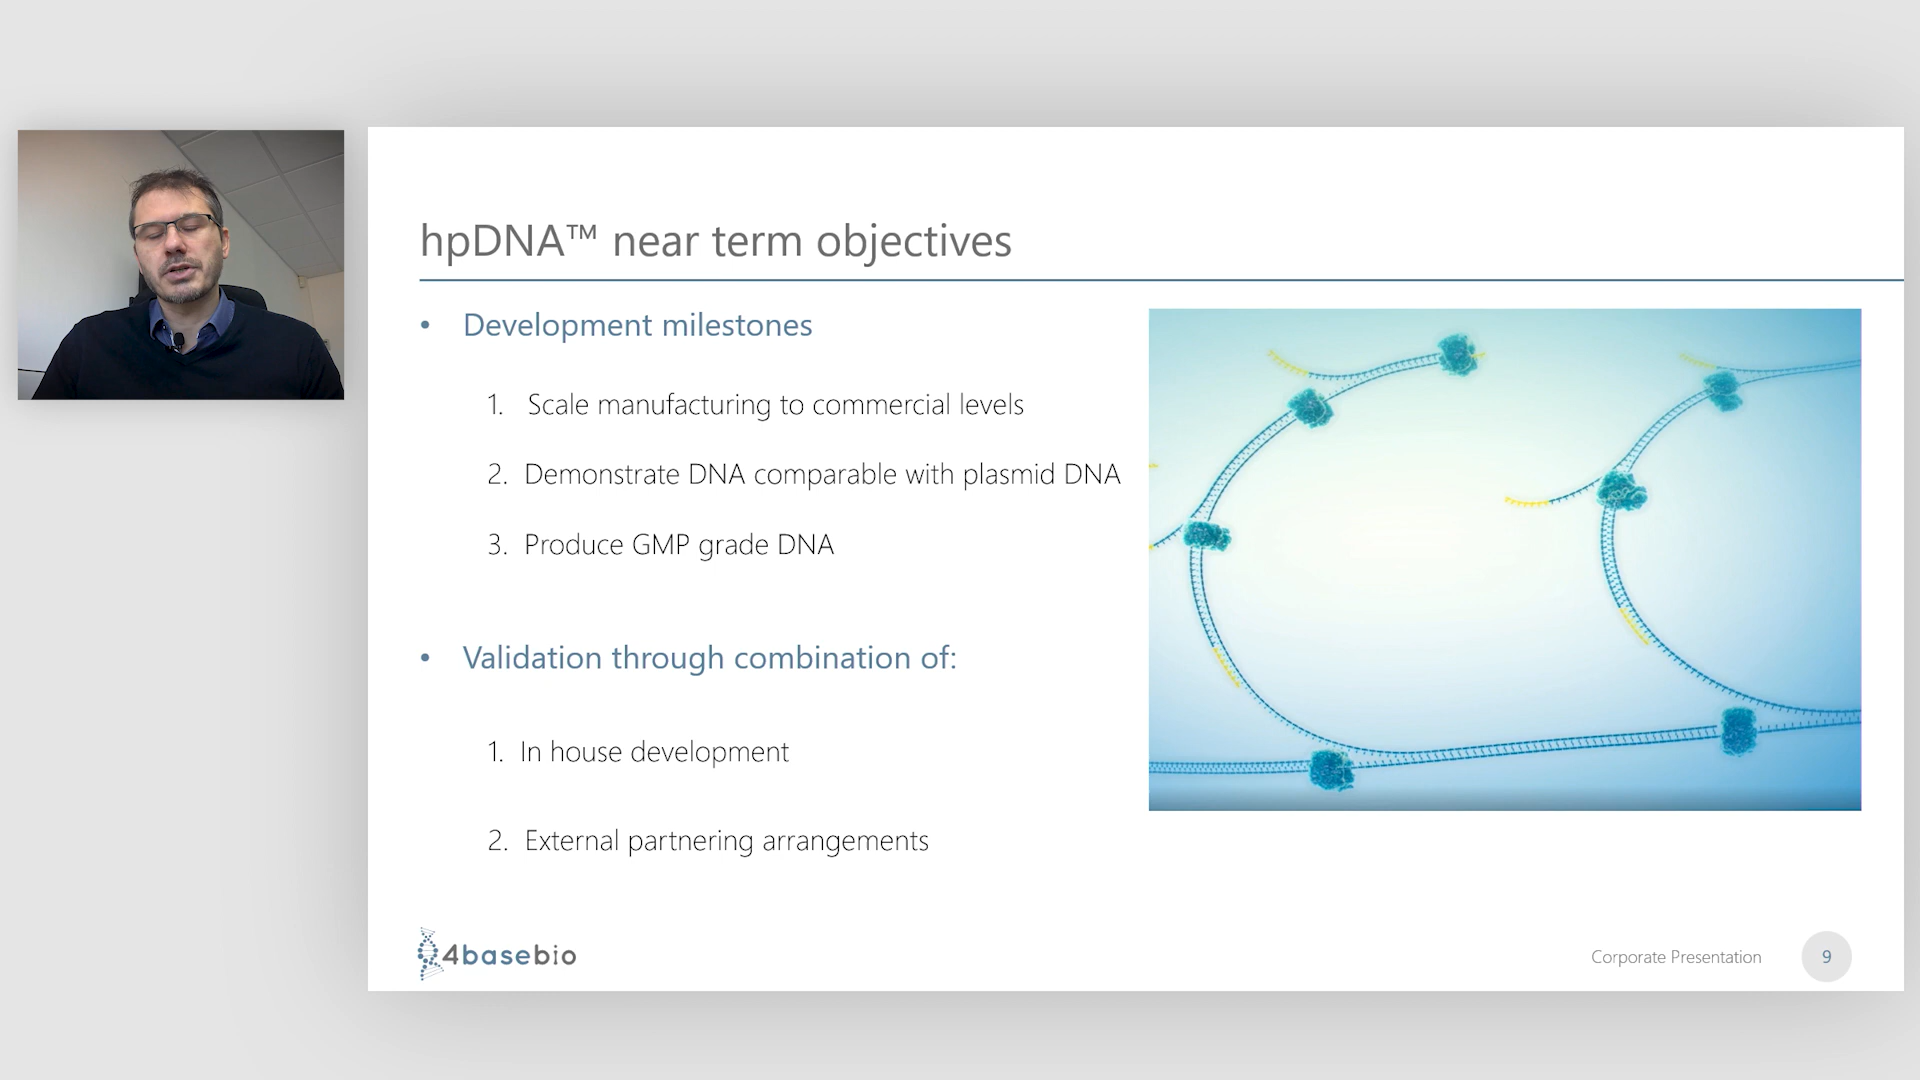 hpDNA™ near term objectives
• Development milestones
1. Scale manufacturing to commercial levels
2. Demonstrate DNA comparable with plasmid DNA
3. Produce GMP grade DNA
• Validation through combination of:
1. In house development
2. External partnering arrangements
4basebio
Corporate Presentation
9